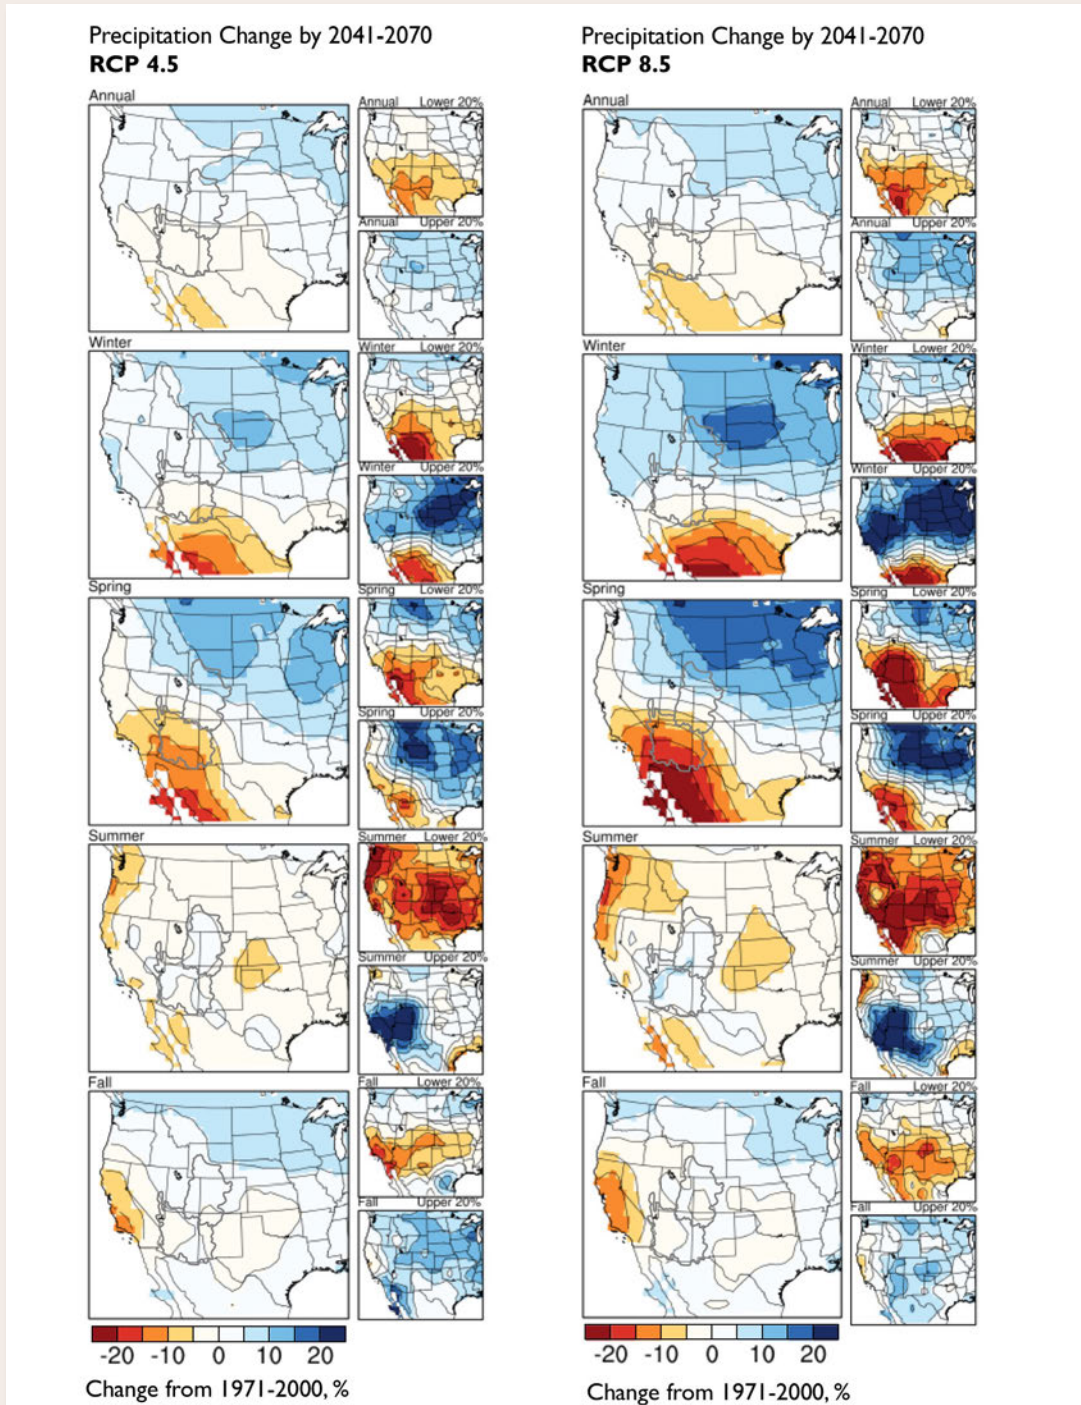 Precipitation Change by 2041-2070
RCP 4.5
Annual
Annual Lower 20%
Annual Upper 20%
Winter
Winter Lower 20%
Winter Upper 20%
Spring
Spring Lower 20%
Spring Upper 20%
Summer
Summer Lower 20%
Summer Upper 20%
Fall
Fall Lower 20%
Fall Upper 20%
-20 -10 0 10 20
Change from 1971-2000, %
Precipitation Change by 2041-2070
RCP 8.5
Annual
Annual Lower 20%
Annual Upper 20%
Winter
Winter Lower 20%
Winter Upper 20%
Spring
Spring Lower 20%
Spring Upper 20%
Summer
Summer Lower 20%
Summer Upper 20%
Fall
Fall Lower 20%
Fall Upper 20%
-20 -10 0 10 20
Change from 1971-2000, %